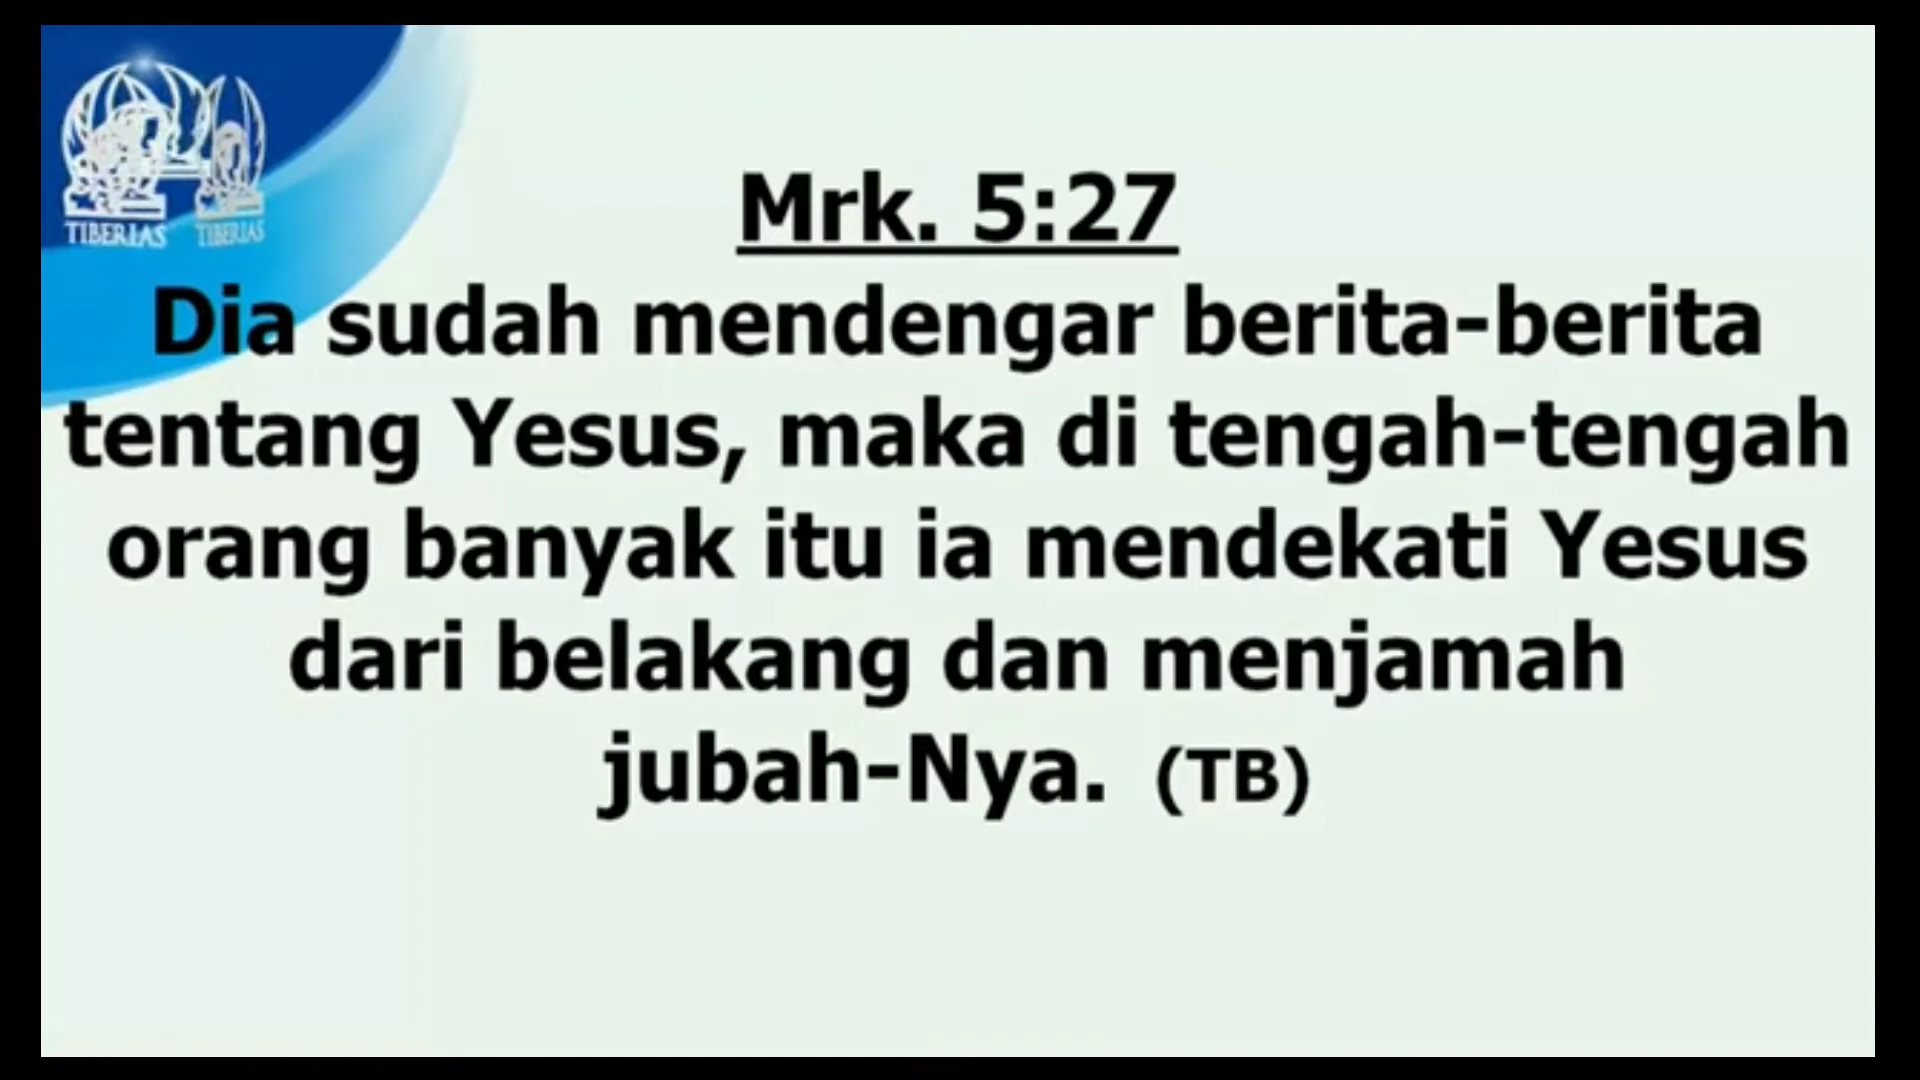 TIBERIAS TIBERIAS
Mrk. 5:27
Dia sudah mendengar berita-berita
tentang Yesus, maka di tengah-tengah
orang banyak itu ia mendekati Yesus
dari belakang dan menjamah
jubah-Nya. (TB)